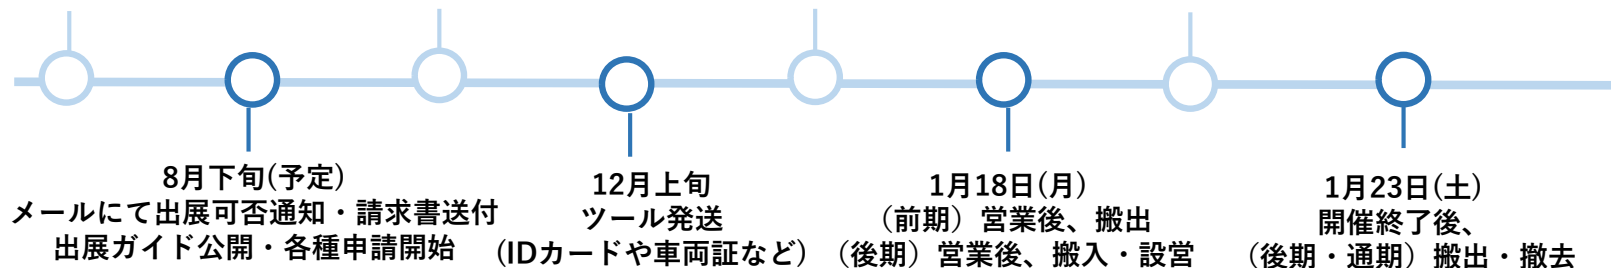 8月下旬(予定)
メールにて出展可否通知・請求書送付
出展ガイド公開・各種申請開始
12月上旬
ツール発送
(IDカードや車両証など)
1月18日(月)
（前期）営業後、搬出
（後期）営業後、搬入・設営
1月23日(土)
開催終了後、
（後期・通期）搬出・撤去